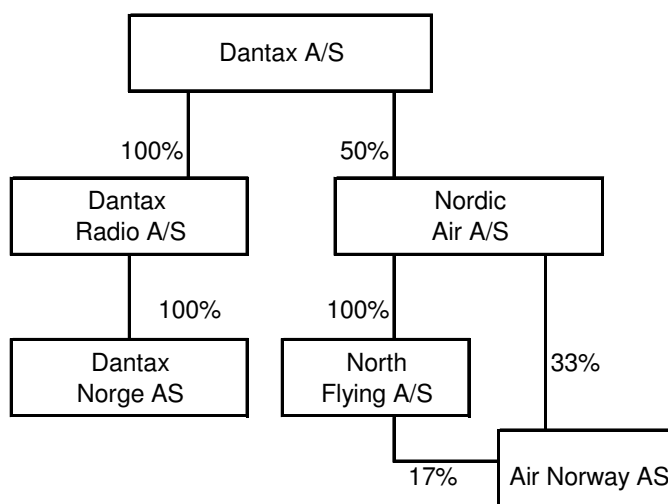 Dantax A/S
100%
50%
Dantax
Radio A/S
Nordic
Air A/S
100%
100%
33%
Dantax
Norge AS
North
Flying A/S
17%
Air Norway AS